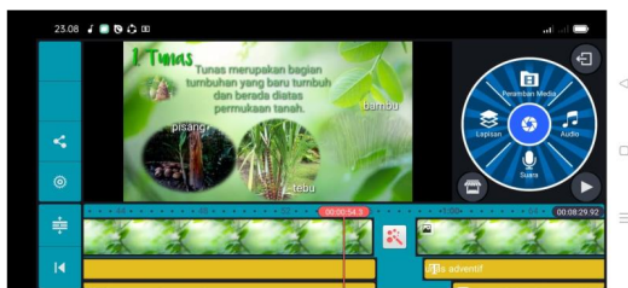 23.08
1. Tunas
Tunas merupakan bagian
tumbuhan yang baru tumbuh
dan berada diatas
permukaan tanah.
bambu
pisang
tebu
Peramban Media
Lapisan
Audio
Suara
00:00:54.3
00:08:29.92
adventif